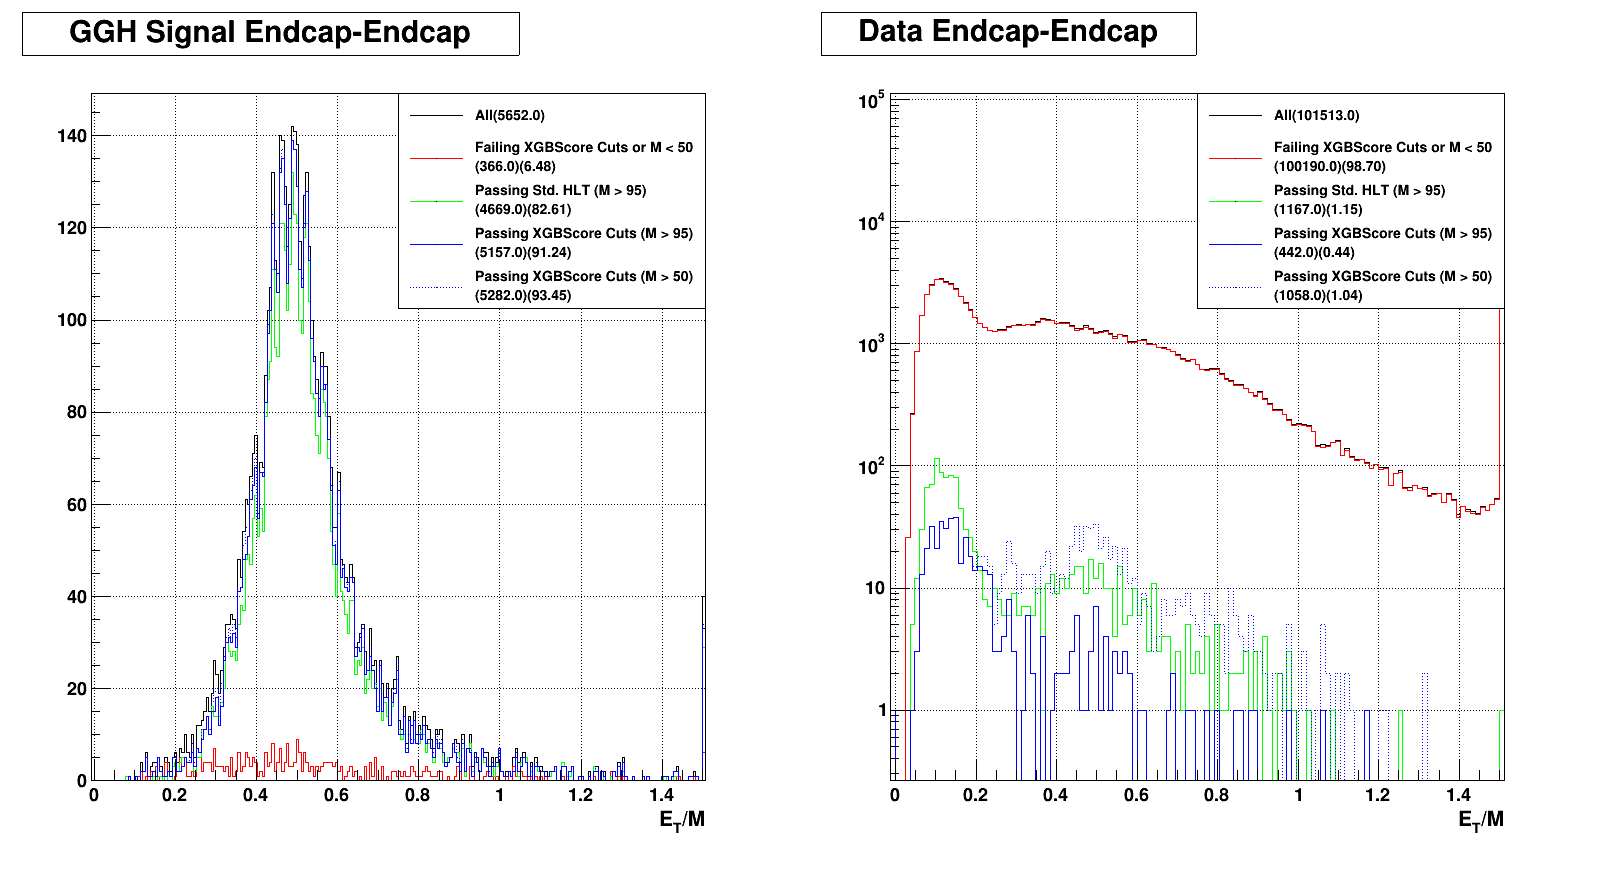 GGH Signal Endcap-Endcap
All(5652.0)
Failing XGBScore Cuts or M < 50
(366.0)(6.48)
Passing Std. HLT (M > 95)
(4669.0)(82.61)
Passing XGBScore Cuts (M > 95)
(5157.0)(91.24)
Passing XGBScore Cuts (M > 50)
(5282.0)(93.45)
140
120
100
80
60
40
20
0
0 0.2 0.4 0.6 0.8 1 1.2 1.4
E_T/M
Data Endcap-Endcap
All(101513.0)
Failing XGBScore Cuts or M < 50
(100190.0)(98.70)
Passing Std. HLT (M > 95)
(1167.0)(1.15)
Passing XGBScore Cuts (M > 95)
(442.0)(0.44)
Passing XGBScore Cuts (M > 50)
(1058.0)(1.04)
10^5
10^4
10^3
10^2
10
1
0 0.2 0.4 0.6 0.8 1 1.2 1.4
E_T/M